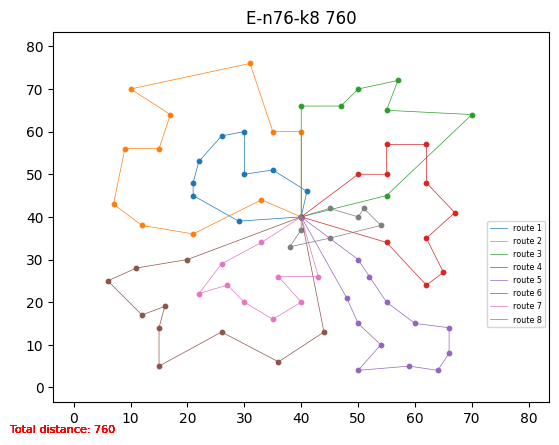 E-n76-k8 760
80
70
60
50
40
30
20
10
0
route 1
route 2
route 3
route 4
route 5
route 6
route 7
route 8
0 10 20 30 40 50 60 70 80
Total distance: 760